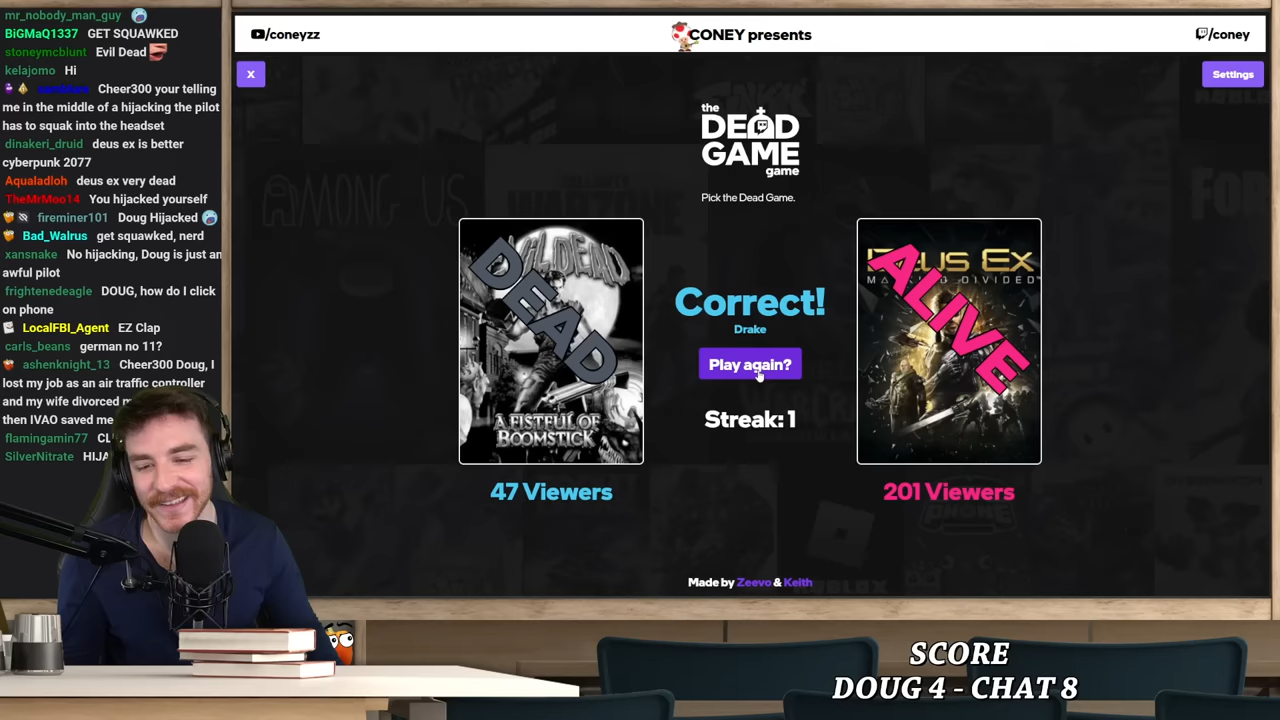 mr_nobody_man_guy
BiGMaQ1337 GET SQUAWKED
stoneymcblunt Evil Dead
kelajomo Hi
Cheer300 your telling
me in the middle of a hijacking the pilot
has to squak into the headset
dinakeri_druid deus ex is better
cyberpunk 2077
Aqualadloh deus ex very dead
TheMrMoo14 You hijacked yourself
fireminer101 Doug Hijacked
Bad_Walrus get squawked, nerd
xansnake No hijacking, Doug is just an
awful pilot
frightenedeagle DOUG, how do I click
on phone
LocalFBI_Agent EZ Clap
carls_beans german no 11?
ashenknight_13 Cheer300 Doug, I
lost my job as an air traffic controller
and my wife divorced
then IVAO saved me
flamingamin77
SilverNitrate
/coneyzz
CONEY presents
/coney
X
Settings
the
DEAD
GAME
game
Pick the Dead Game.
DEAD
A FISTFUL OF
BOOMSTICK
47 Viewers
Correct!
Drake
Play again?
Streak: 1
DEUS EX
MANKIND DIVIDED
ALIVE
201 Viewers
AMONG US
Made by Zeevo & Keith
SCORE
DOUG 4 - CHAT 8